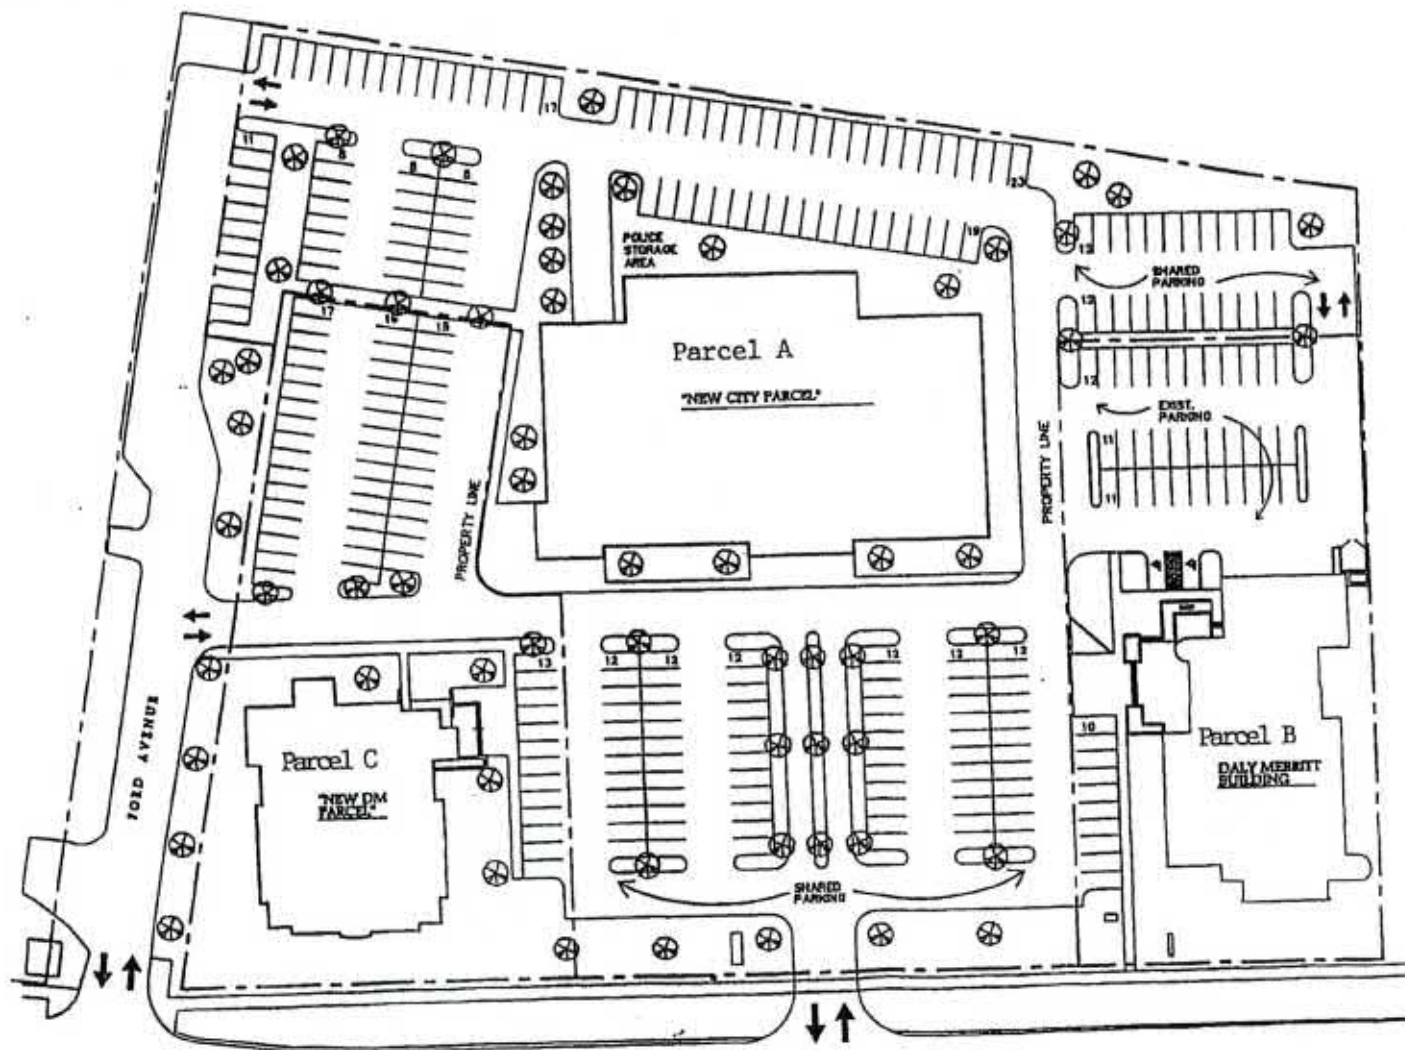 17
11
8
8
8
23
19
POLICE
STORAGE
AREA
13
SHARED
PARKING
12
12
EXIST.
PARKING
11
11
17
16
15
Parcel A
"NEW CITY PARCEL"
PROPERTY LINE
PROPERTY LINE
FORD AVENUE
13
12
12
12
12
12
12
10
Parcel C
"NEW DM
PARCEL"
Parcel B
DALY MERRITT
BUILDING
SHARED
PARKING